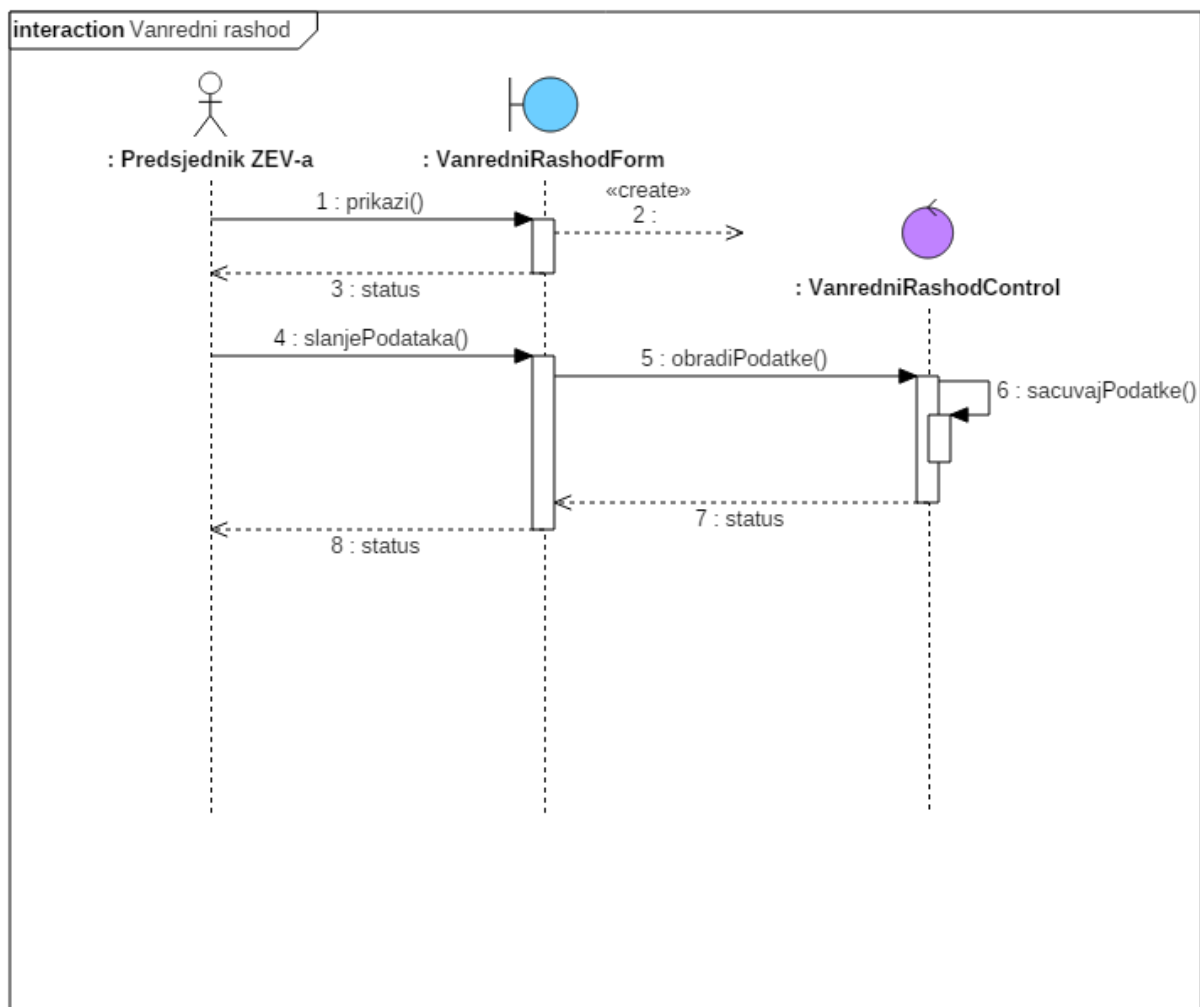 interaction Vanredni rashod
: Predsjednik ZEV-a
: VanredniRashodForm
1 : prikazi()
«create»
2 :
: VanredniRashodControl
3 : status
4 : slanjePodataka()
5 : obradiPodatke()
6 : sacuvajPodatke()
7 : status
8 : status